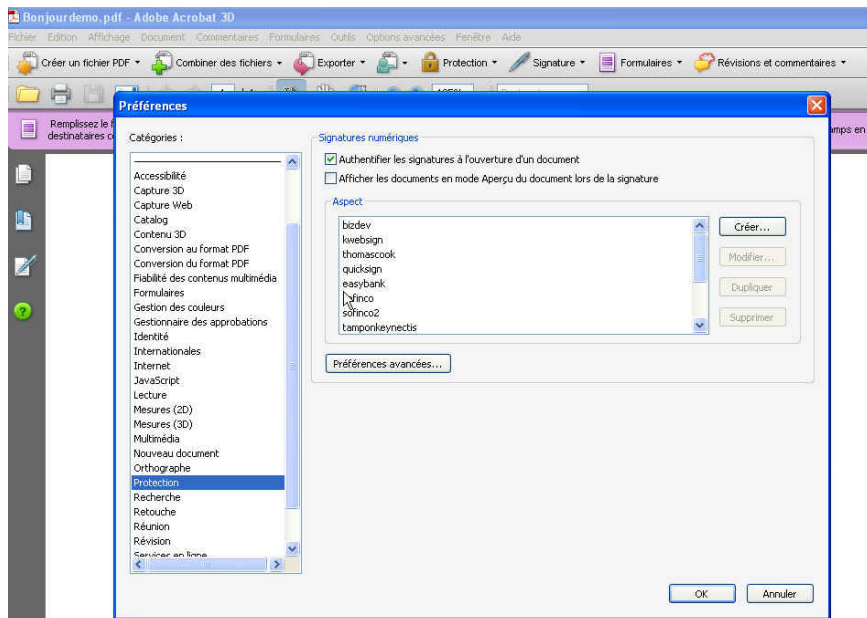 Bonjourdemo.pdf - Adobe Acrobat 3D
Fichier Edition Affichage Document Commentaires Formulaires Outils Options avancées Fenêtre Aide
Créer un fichier PDF Combiner des fichiers Exporter Protection Signature Formulaires Révisions et commentaires
Préférences
Remplissez le
destinataires
amps en
Catégories :
Accessibilité
Capture 3D
Capture Web
Catalog
Contenu 3D
Conversion au format PDF
Conversion du format PDF
Fiabilité des contenus multimédia
Formulaires
Gestion des couleurs
Gestionnaire des approbations
Identité
Internationales
Internet
JavaScript
Lecture
Mesures (2D)
Mesures (3D)
Multimédia
Nouveau document
Orthographe
Protection
Recherche
Retouche
Réunion
Révision
Services en ligne
Signatures numériques
Authentifier les signatures à l'ouverture d'un document
Afficher les documents en mode Aperçu du document lors de la signature
Aspect
bizdev
kwebsign
thomascook
quicksign
easybank
sofinco2
tamponkeynectis
Créer...
Modifier...
Dupliquer
Supprimer
Préférences avancées...
OK
Annuler